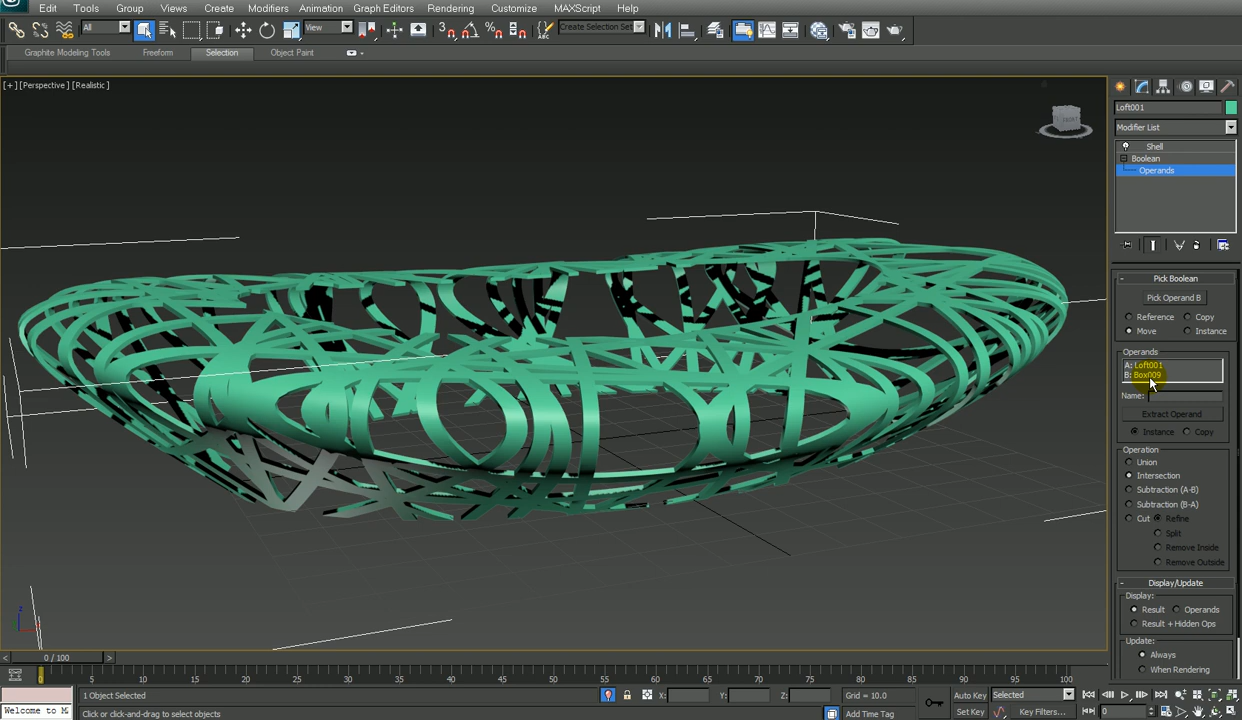 Edit Tools Group Views Create Modifiers Animation Graph Editors Rendering Customize MAXScript Help
All View Create Selection Se
Graphite Modeling Tools Freeform Selection Object Paint
[+][Perspective][Realistic]
Loft001
Modifier List
Shell
Boolean
Operands
Pick Boolean
Pick Operand B
Reference Copy
Move Instance
Operands
A: Loft001
B: Box009
Name:
Extract Operand
Instance Copy
Operation
Union
Intersection
Subtraction (A-B)
Subtraction (B-A)
Cut Refine
Split
Remove Inside
Remove Outside
Display/Update
Display:
Result Operands
Result + Hidden Ops
Update:
Always
When Rendering
z
< 0 / 100 >
0 5 10 15 20 25 30 35 40 45 50 55 60 65 70 75 80 85 90 95 100
1 Object Selected X: Y: Z: Grid = 10.0 Auto Key Selected
Welcome to M Click or click-and-drag to select objects Add Time Tag Set Key Key Filters... 0